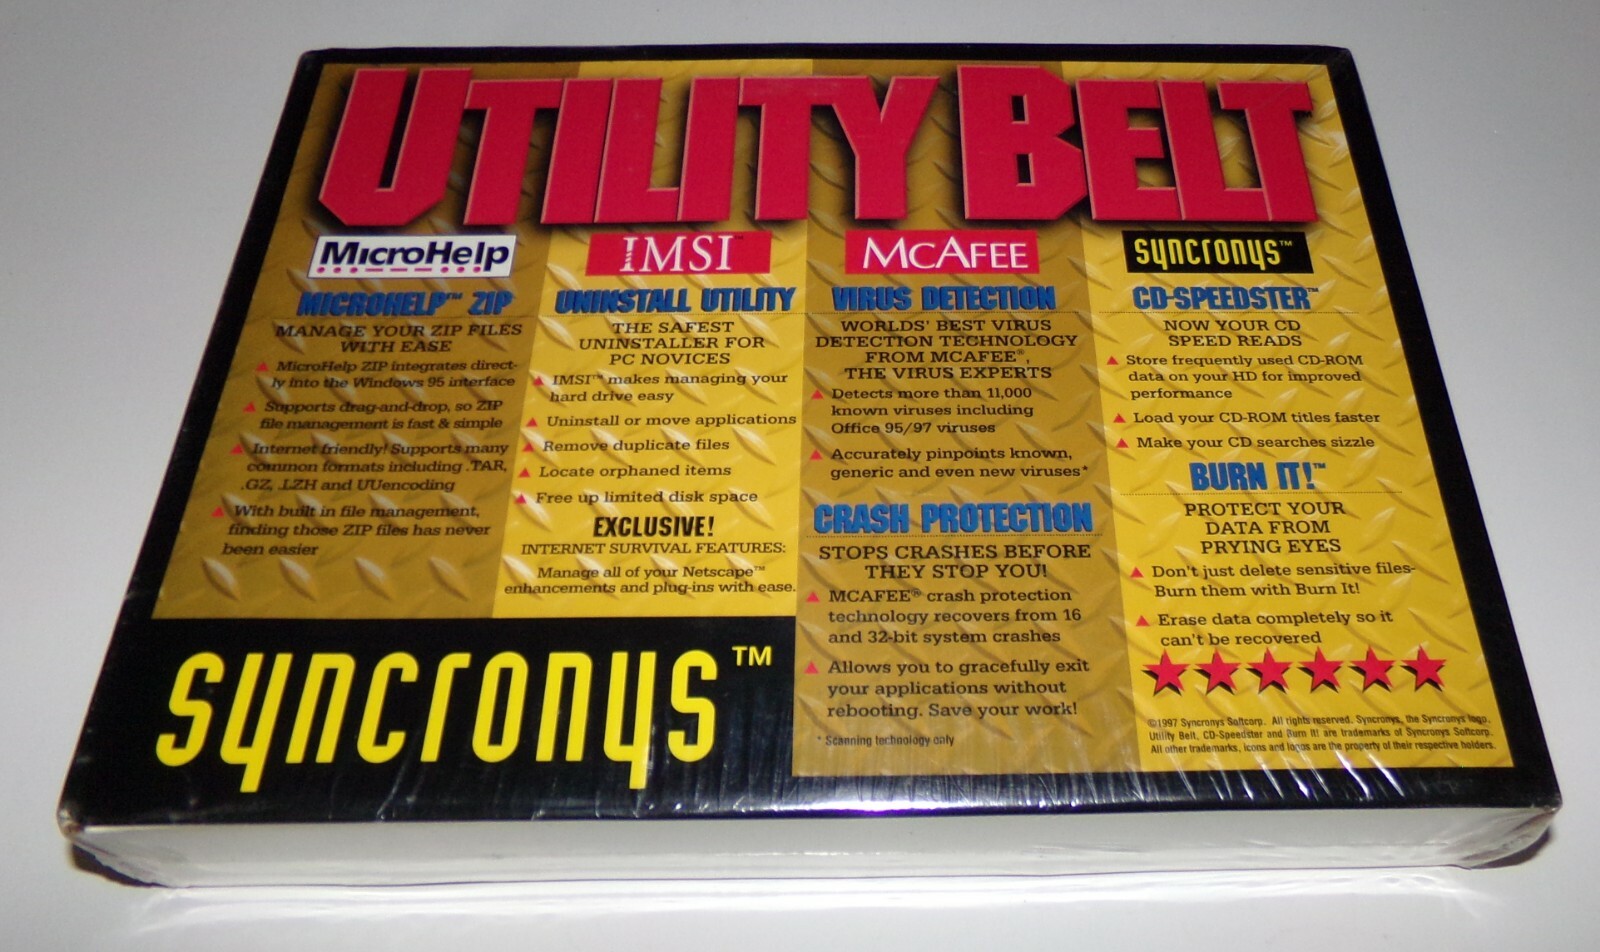 UTILITY BELT™
MicroHelp
MICROHELP™ ZIP
MANAGE YOUR ZIP FILES
WITH EASE
MicroHelp ZIP integrates direct-
ly into the Windows 95 interface
Supports drag-and-drop, so ZIP
file management is fast & simple
Internet friendly! Supports many
common formats including .TAR,
.GZ, .LZH and UUencoding
With built in file management,
finding those ZIP files has never
been easier
IMSI™
UNINSTALL UTILITY
THE SAFEST
UNINSTALLER FOR
PC NOVICES
IMSI™ makes managing your
hard drive easy
Uninstall or move applications
Remove duplicate files
Locate orphaned items
Free up limited disk space
EXCLUSIVE!
INTERNET SURVIVAL FEATURES:
Manage all of your Netscape™
enhancements and plug-ins with ease.
MCAFEE
VIRUS DETECTION
WORLDS' BEST VIRUS
DETECTION TECHNOLOGY
FROM MCAFEE®,
THE VIRUS EXPERTS
Detects more than 11,000
known viruses including
Office 95/97 viruses
Accurately pinpoints known,
generic and even new viruses*
CRASH PROTECTION
STOPS CRASHES BEFORE
THEY STOP YOU!
MCAFEE® crash protection
technology recovers from 16
and 32-bit system crashes
Allows you to gracefully exit
your applications without
rebooting. Save your work!
* Scanning technology only
syncronys™
CD-SPEEDSTER™
NOW YOUR CD
SPEED READS
Store frequently used CD-ROM
data on your HD for improved
performance
Load your CD-ROM titles faster
Make your CD searches sizzle
BURN IT!™
PROTECT YOUR
DATA FROM
PRYING EYES
Don't just delete sensitive files-
Burn them with Burn It!
Erase data completely so it
can't be recovered
©1997 Syncronys Softcorp. All rights reserved. Syncronys, the Syncronys logo,
Utility Belt, CD-Speedster and Burn It! are trademarks of Syncronys Softcorp.
All other trademarks, icons and logos are the property of their respective holders.
syncronys™